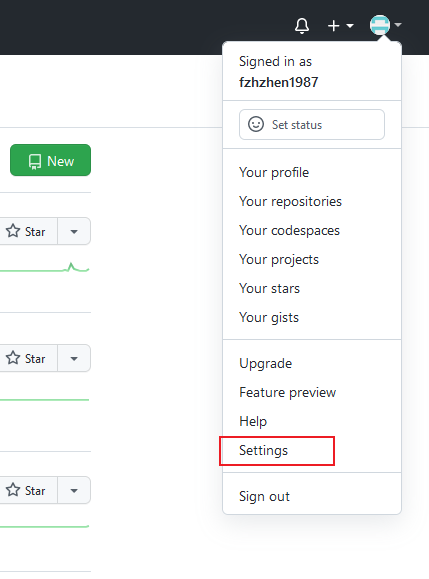 Signed in as
fzhzhen1987
Set status
New
Your profile
Your repositories
Star
Your codespaces
Your projects
Your stars
Your gists
Star
Upgrade
Feature preview
Help
Settings
Star
Sign out